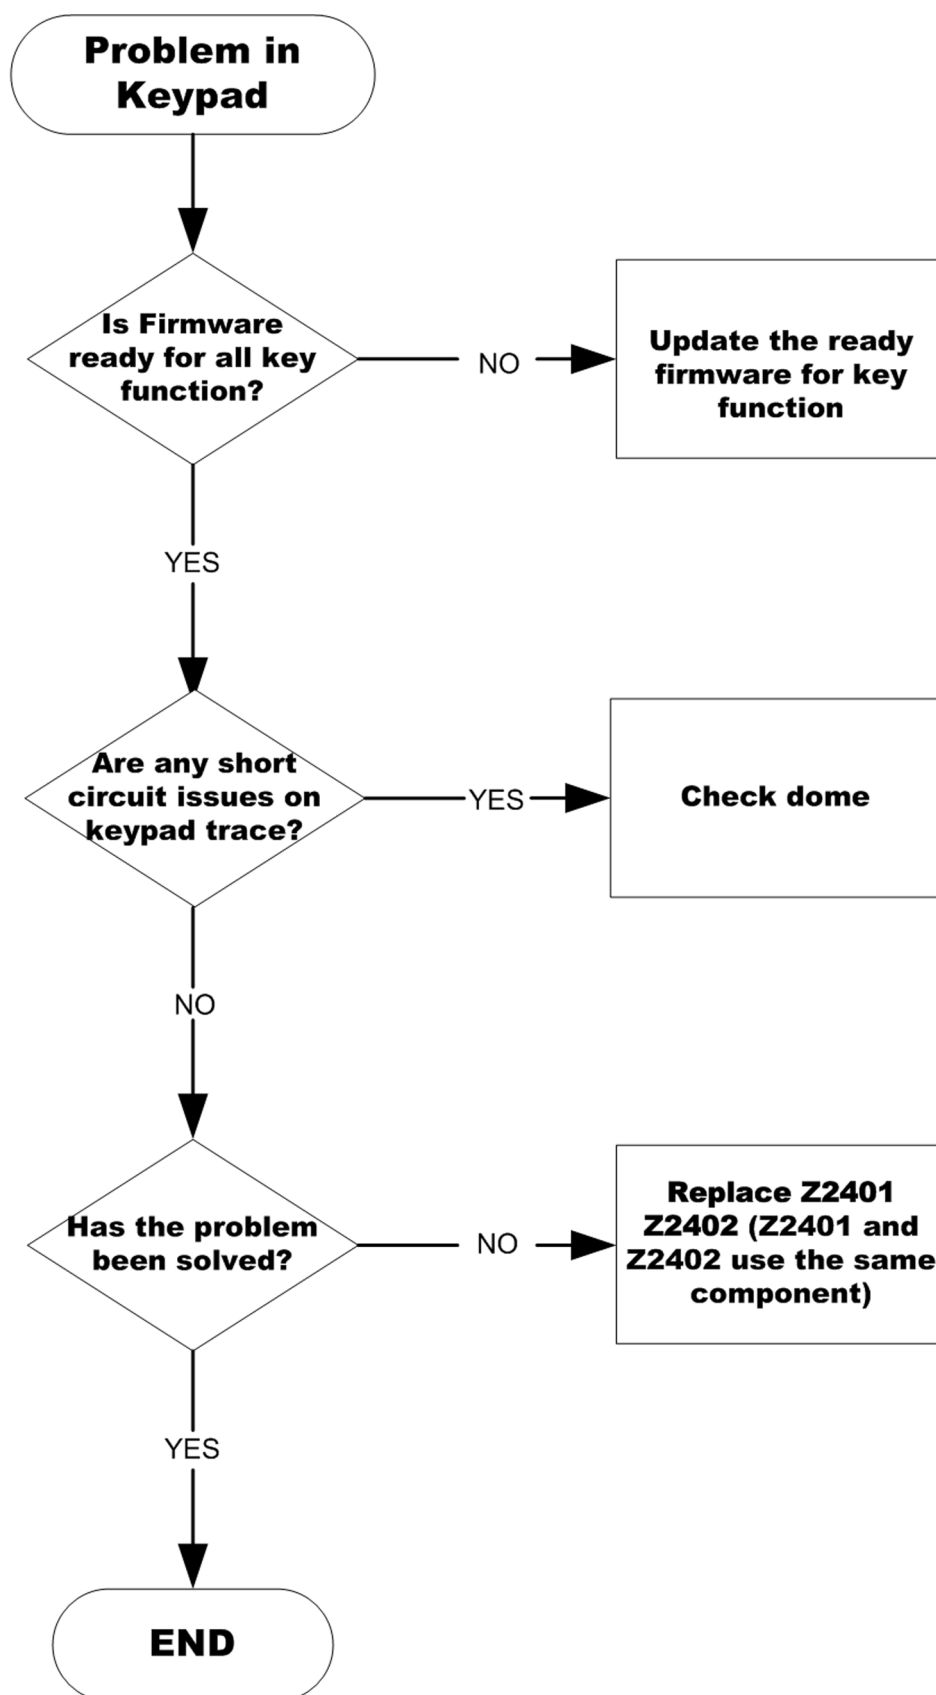 Problem in
Keypad
Is Firmware
ready for all key
function?
NO
Update the ready
firmware for key
function
YES
Are any short
circuit issues on
keypad trace?
YES
Check dome
NO
Has the problem
been solved?
NO
Replace Z2401
Z2402 (Z2401 and
Z2402 use the same
component)
YES
END